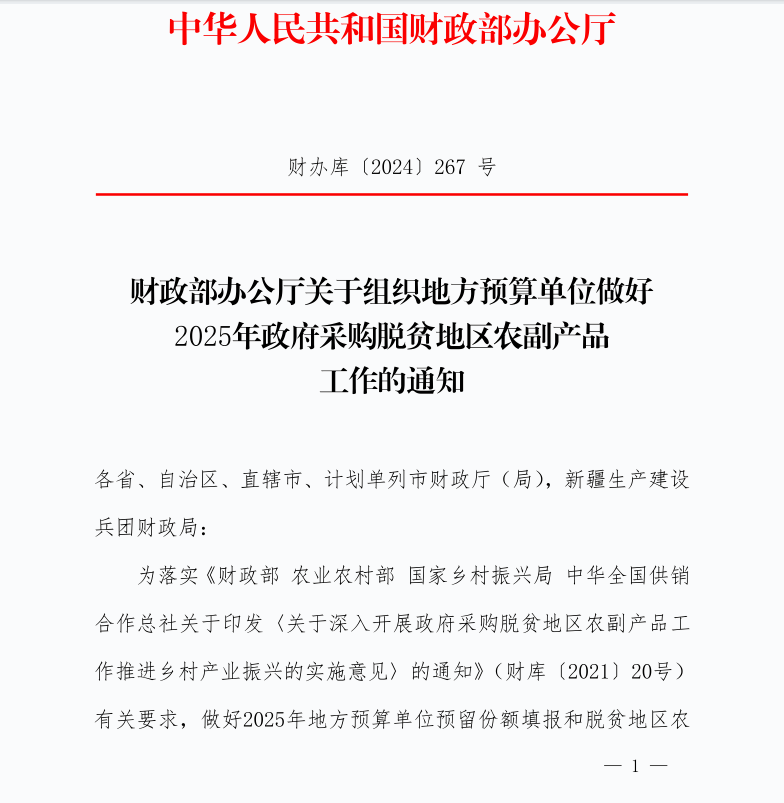 中华人民共和国财政部办公厅
财办库〔2024〕267 号
财政部办公厅关于组织地方预算单位做好
2025年政府采购脱贫地区农副产品
工作的通知
各省、自治区、直辖市、计划单列市财政厅（局），新疆生产建设
兵团财政局：
为落实《财政部 农业农村部 国家乡村振兴局 中华全国供销
合作总社关于印发〈关于深入开展政府采购脱贫地区农副产品工
作推进乡村产业振兴的实施意见〉的通知》（财库〔2021〕20号）
有关要求，做好2025年地方预算单位预留份额填报和脱贫地区农
— 1 —